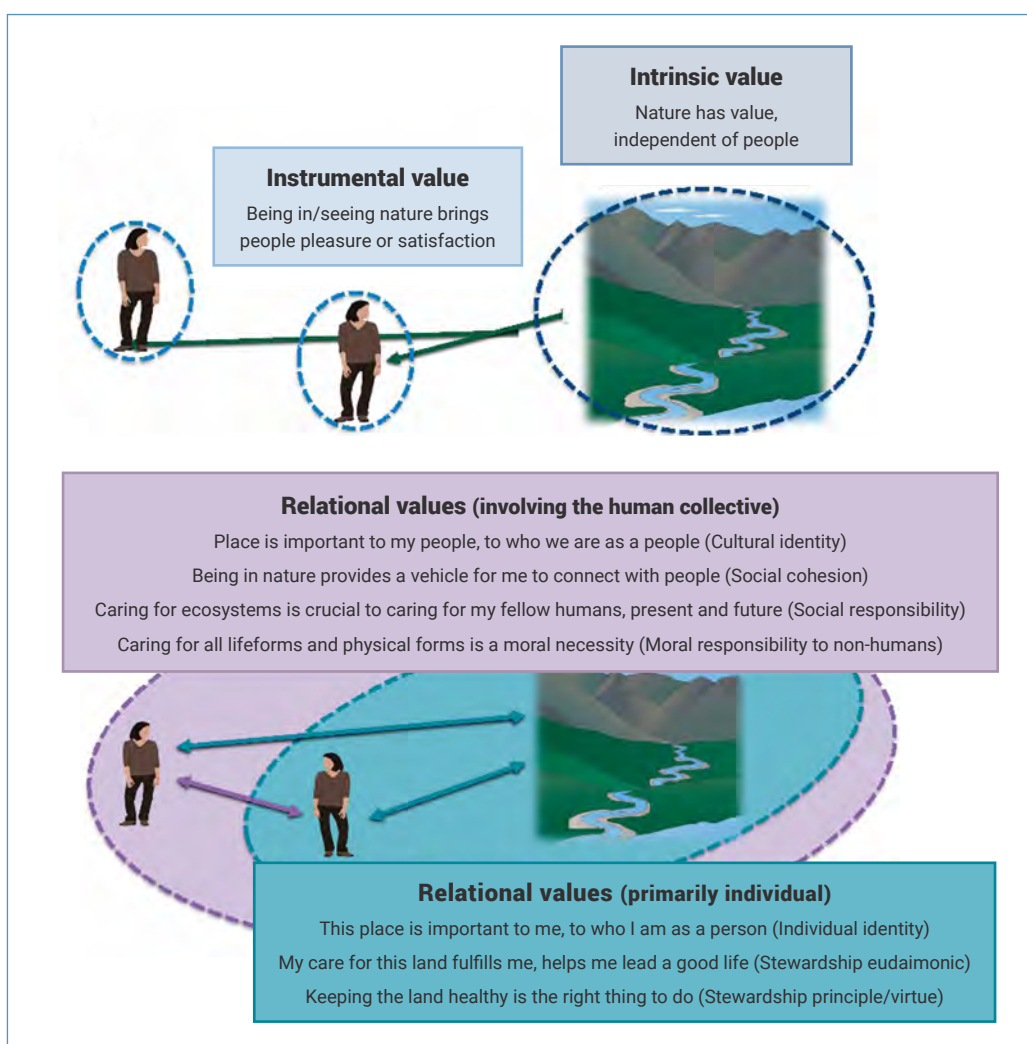 Intrinsic value
Nature has value,
independent of people
Instrumental value
Being in/seeing nature brings
people pleasure or satisfaction
Relational values (involving the human collective)
Place is important to my people, to who we are as a people (Cultural identity)
Being in nature provides a vehicle for me to connect with people (Social cohesion)
Caring for ecosystems is crucial to caring for my fellow humans, present and future (Social responsibility)
Caring for all lifeforms and physical forms is a moral necessity (Moral responsibility to non-humans)
Relational values (primarily individual)
This place is important to me, to who I am as a person (Individual identity)
My care for this land fulfills me, helps me lead a good life (Stewardship eudaimonic)
Keeping the land healthy is the right thing to do (Stewardship principle/virtue)